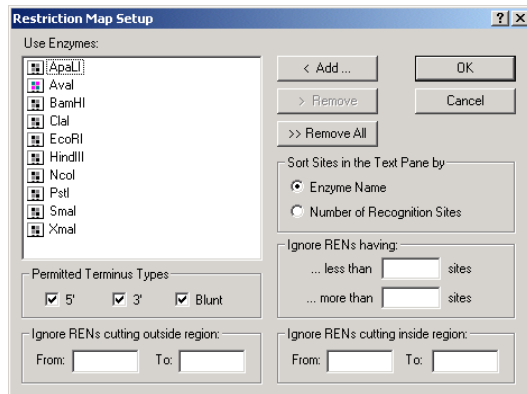 Restriction Map Setup
Use Enzymes:
ApaLI
AvaI
BamHI
ClaI
EcoRI
HindIII
NcoI
PstI
SmaI
XmaI
< Add ...
> Remove
>> Remove All
OK
Cancel
Sort Sites in the Text Pane by
Enzyme Name
Number of Recognition Sites
Permitted Terminus Types
5' 3' Blunt
Ignore RENs having:
... less than sites
... more than sites
Ignore RENs cutting outside region:
From: To:
Ignore RENs cutting inside region:
From: To: